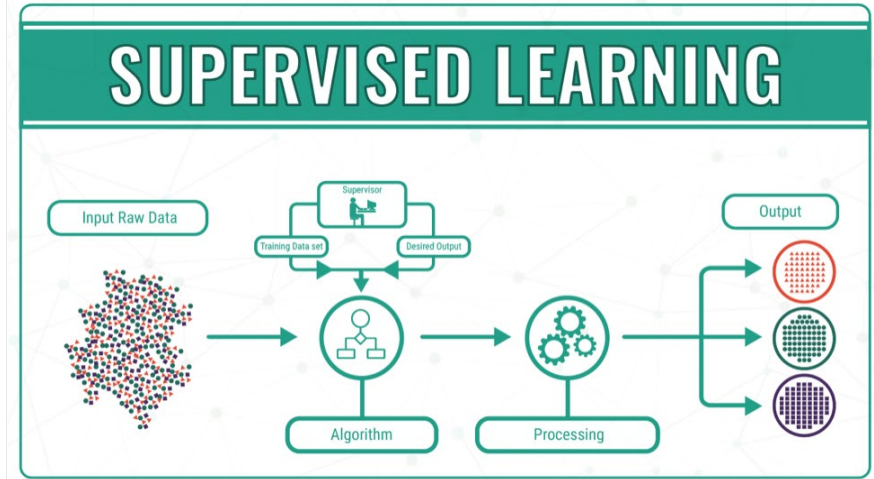 SUPERVISED LEARNING
Input Raw Data
Supervisor
Training Data set
Desired Output
Algorithm
Processing
Output